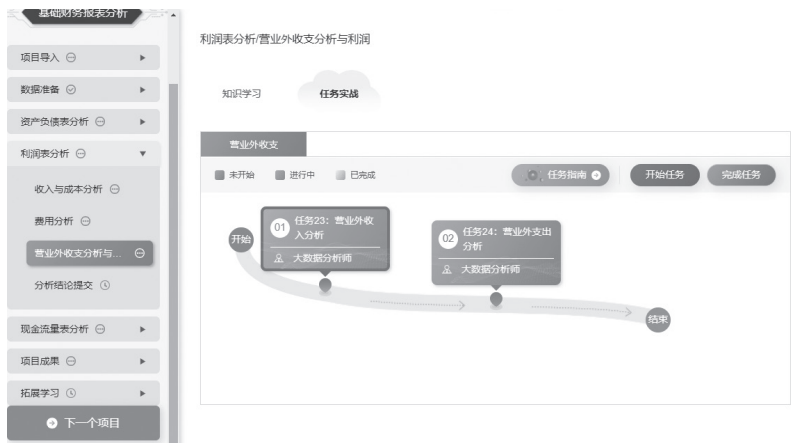 基础财务报表分析
项目导入
数据准备
资产负债表分析
利润表分析
收入与成本分析
费用分析
营业外收支分析与...
分析结论提交
现金流量表分析
项目成果
拓展学习
下一个项目
利润表分析/营业外收支分析与利润
知识学习
任务实战
营业外收支
未开始 进行中 已完成
任务指南
开始任务
完成任务
开始
01 任务23：营业外收
入分析
大数据分析师
02 任务24：营业外支出
分析
大数据分析师
结束